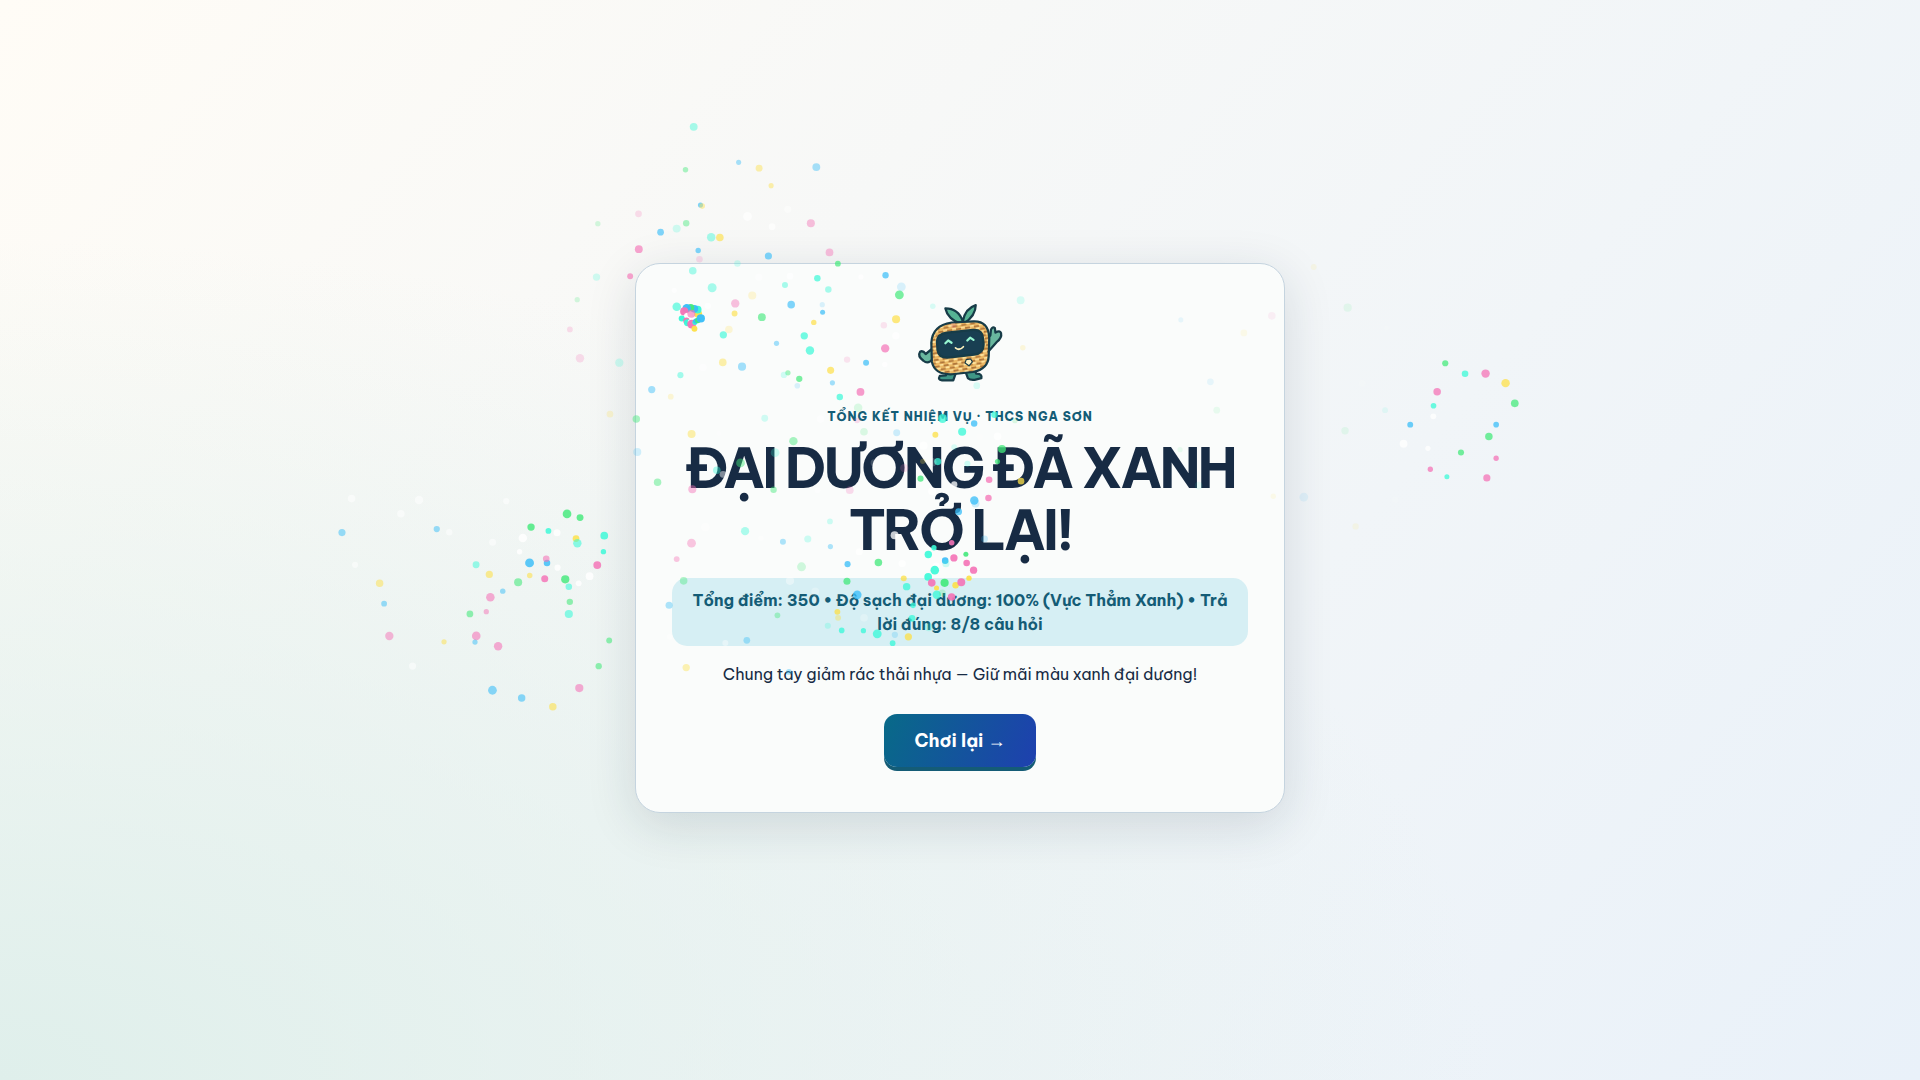 TỔNG KẾT NHIỆM VỤ · THCS NGA SƠN
ĐẠI DƯƠNG ĐÃ XANH
TRỞ LẠI!
Tổng điểm: 350 • Độ sạch đại dương: 100% (Vực Thẳm Xanh) • Trả
lời đúng: 8/8 câu hỏi
Chung tay giảm rác thải nhựa — Giữ mãi màu xanh đại dương!
Chơi lại →